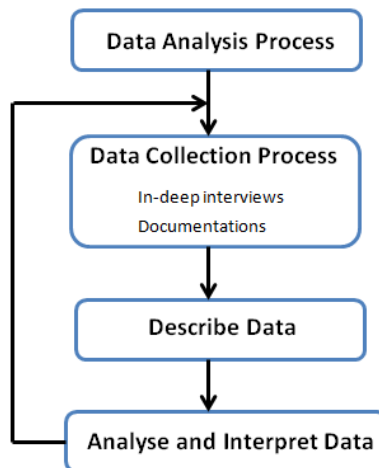 Data Analysis Process
Data Collection Process
In-deep interviews
Documentations
Describe Data
Analyse and Interpret Data